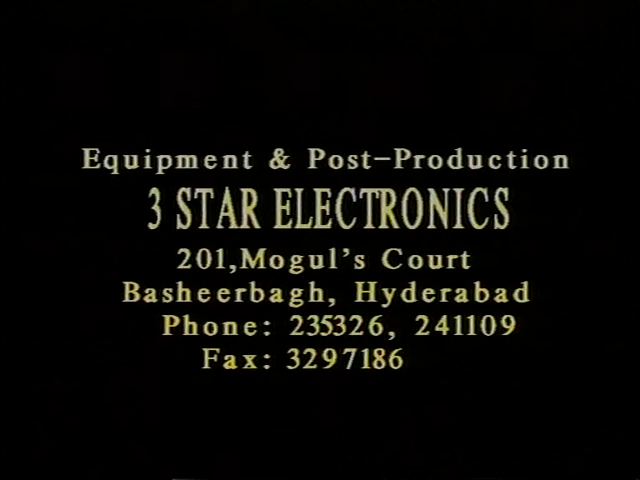 Equipment & Post-Production
3 STAR ELECTRONICS
201,Mogul's Court
Basheerbagh, Hyderabad
Phone: 235326, 241109
Fax: 3297186